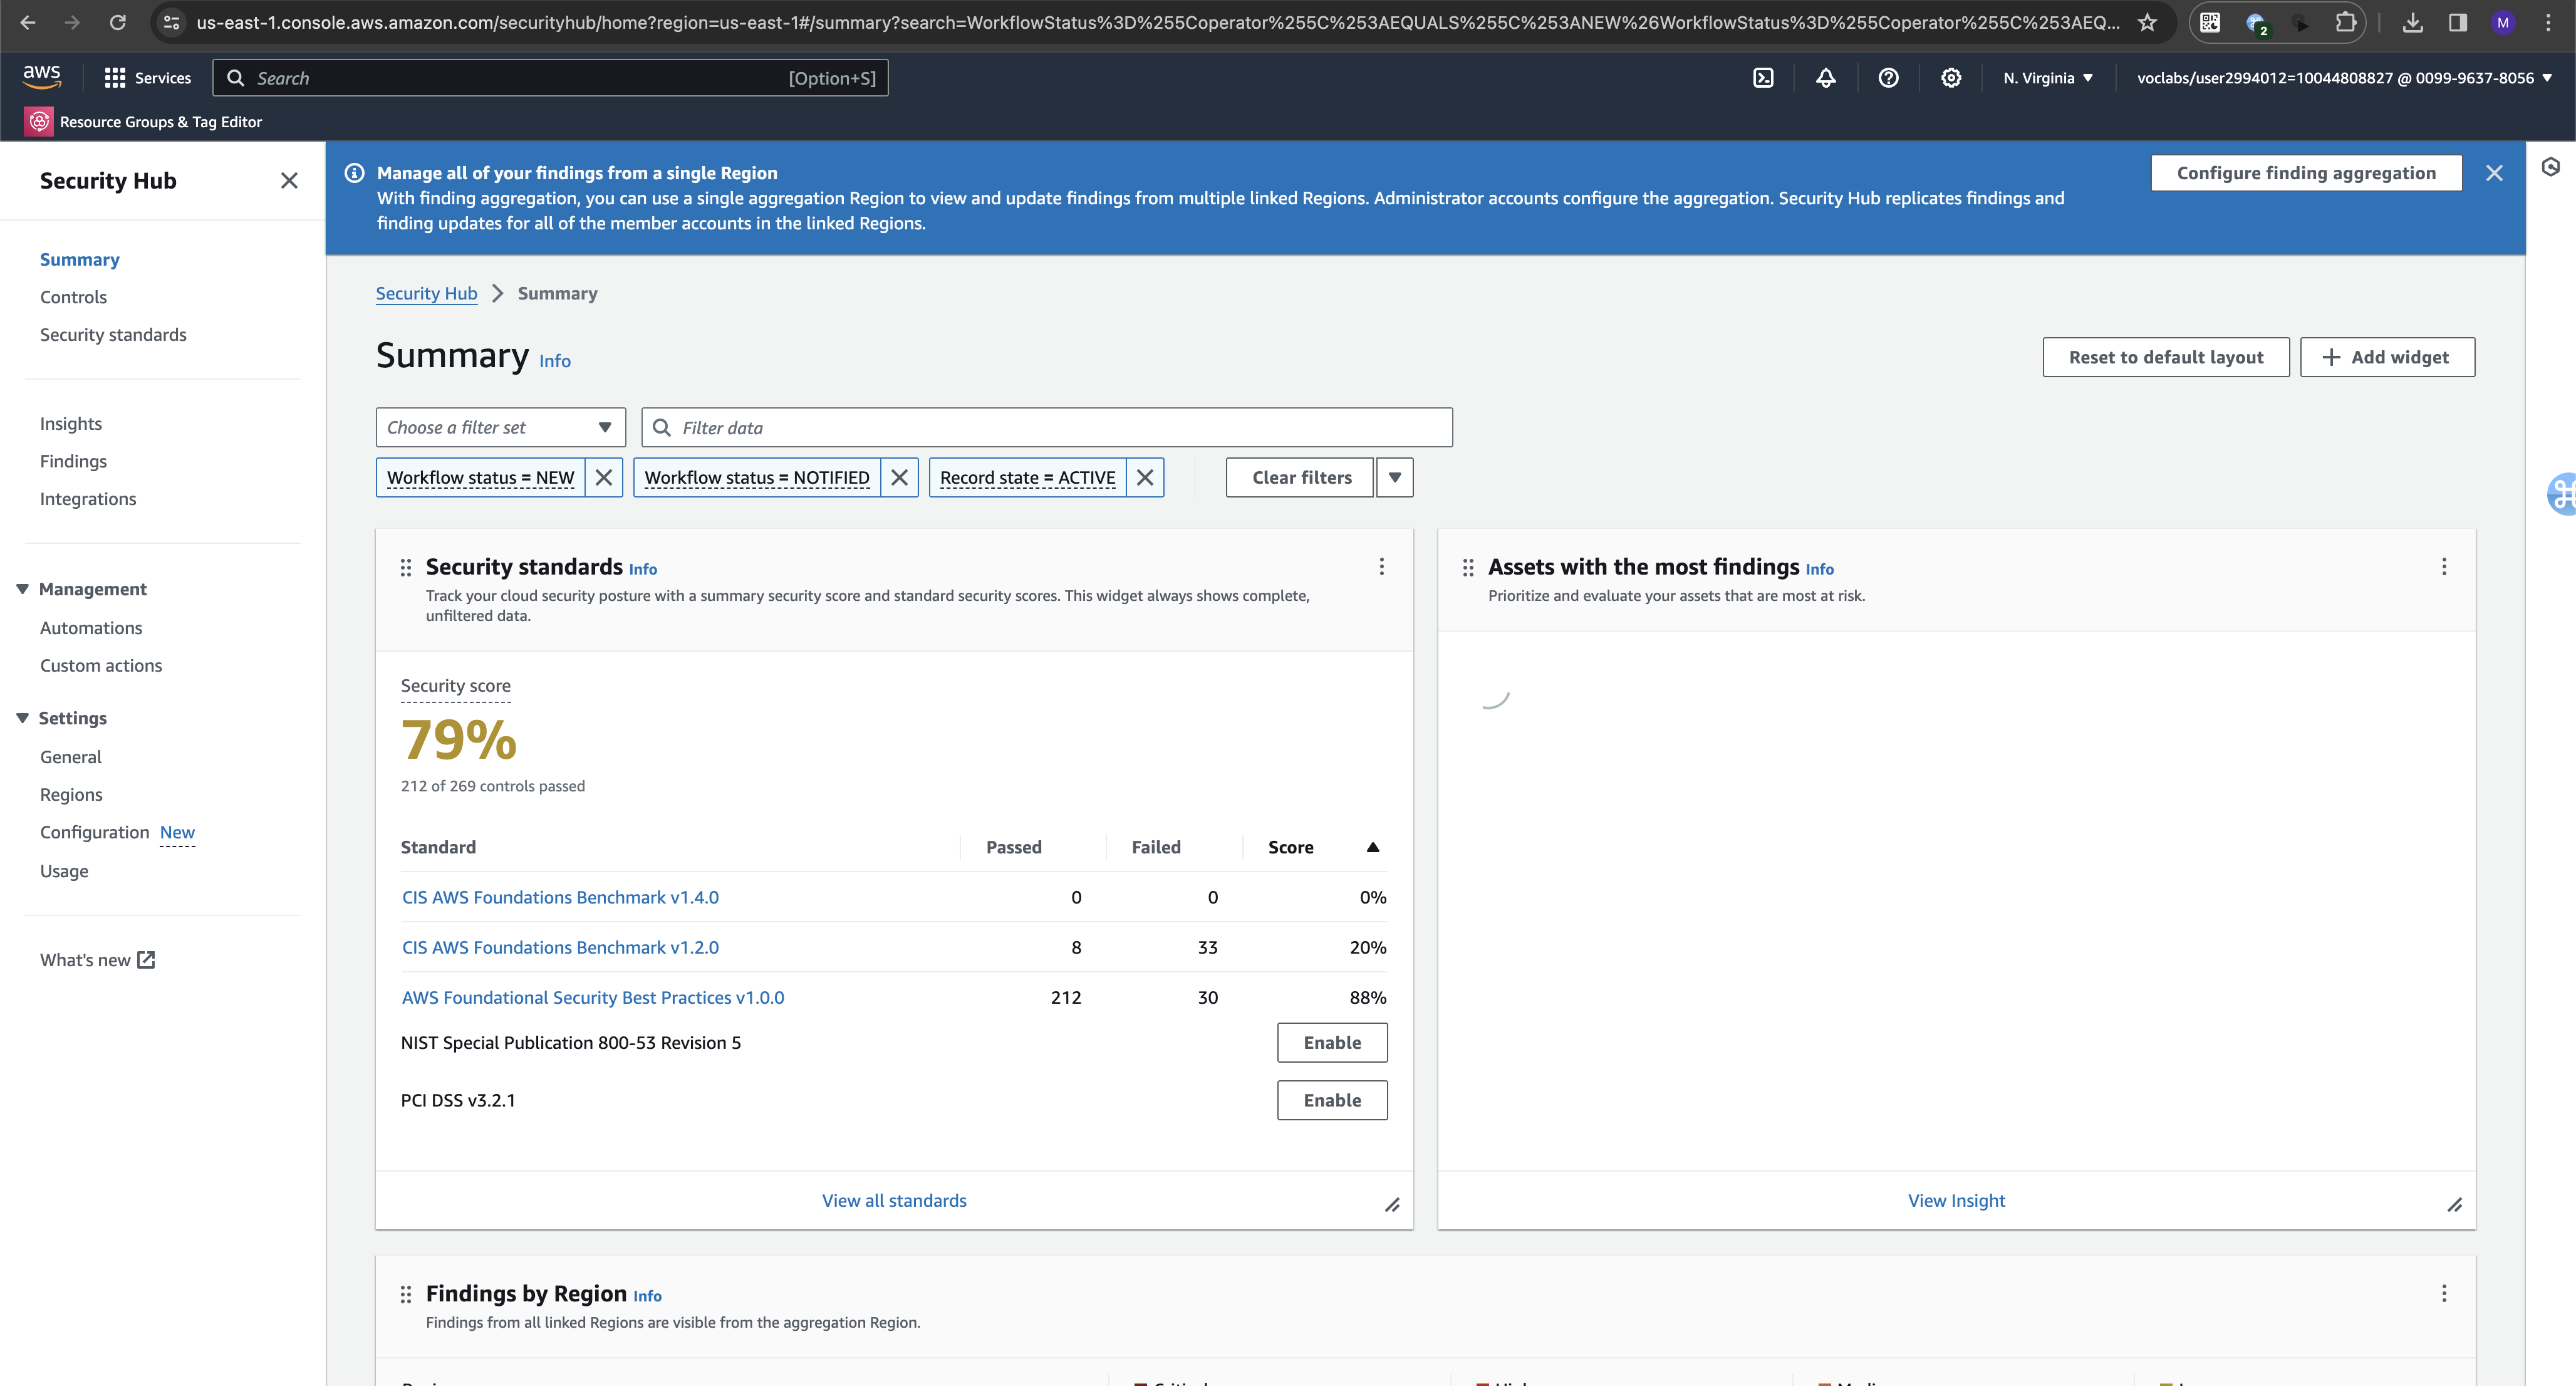 us-east-1.console.aws.amazon.com/securityhub/home?region=us-east-1#/summary?search=WorkflowStatus%3D%255Coperator%255C%253AEQUALS%255C%253ANEW%26WorkflowStatus%3D%255Coperator%255C%253AEQ...
2
M
aws
Services
Search
[Option+S]
N. Virginia
voclabs/user2994012=10044808827 @ 0099-9637-8056
Resource Groups & Tag Editor
Security Hub
Summary
Controls
Security standards
Insights
Findings
Integrations
Management
Automations
Custom actions
Settings
General
Regions
Configuration New
Usage
What's new
Manage all of your findings from a single Region
With finding aggregation, you can use a single aggregation Region to view and update findings from multiple linked Regions. Administrator accounts configure the aggregation. Security Hub replicates findings and
finding updates for all of the member accounts in the linked Regions.
Configure finding aggregation
Security Hub > Summary
Summary Info
Reset to default layout
Add widget
Choose a filter set
Filter data
Workflow status = NEW
Workflow status = NOTIFIED
Record state = ACTIVE
Clear filters
Security standards Info
Track your cloud security posture with a summary security score and standard security scores. This widget always shows complete,
unfiltered data.
Security score
79%
212 of 269 controls passed
Standard Passed Failed Score
CIS AWS Foundations Benchmark v1.4.0 0 0 0%
CIS AWS Foundations Benchmark v1.2.0 8 33 20%
AWS Foundational Security Best Practices v1.0.0 212 30 88%
NIST Special Publication 800-53 Revision 5 Enable
PCI DSS v3.2.1 Enable
View all standards
Assets with the most findings Info
Prioritize and evaluate your assets that are most at risk.
View Insight
Findings by Region Info
Findings from all linked Regions are visible from the aggregation Region.